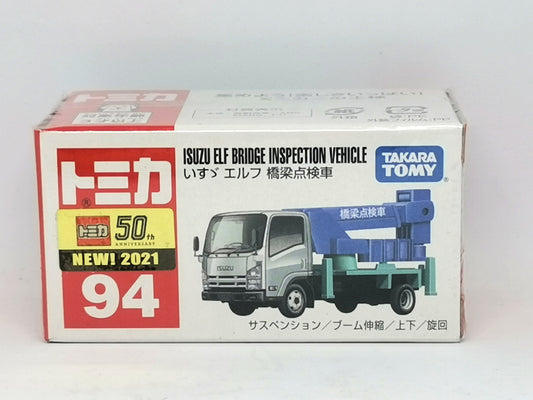 トミカ
ISUZU ELF BRIDGE INSPECTION VEHICLE
いすゞ エルフ 橋梁点検車
TAKARA
TOMY
トミカ 50th
ANNIVERSARY
NEW! 2021
94
橋梁点検車
ISUZU
サスペンション／ブーム伸縮／上下／旋回